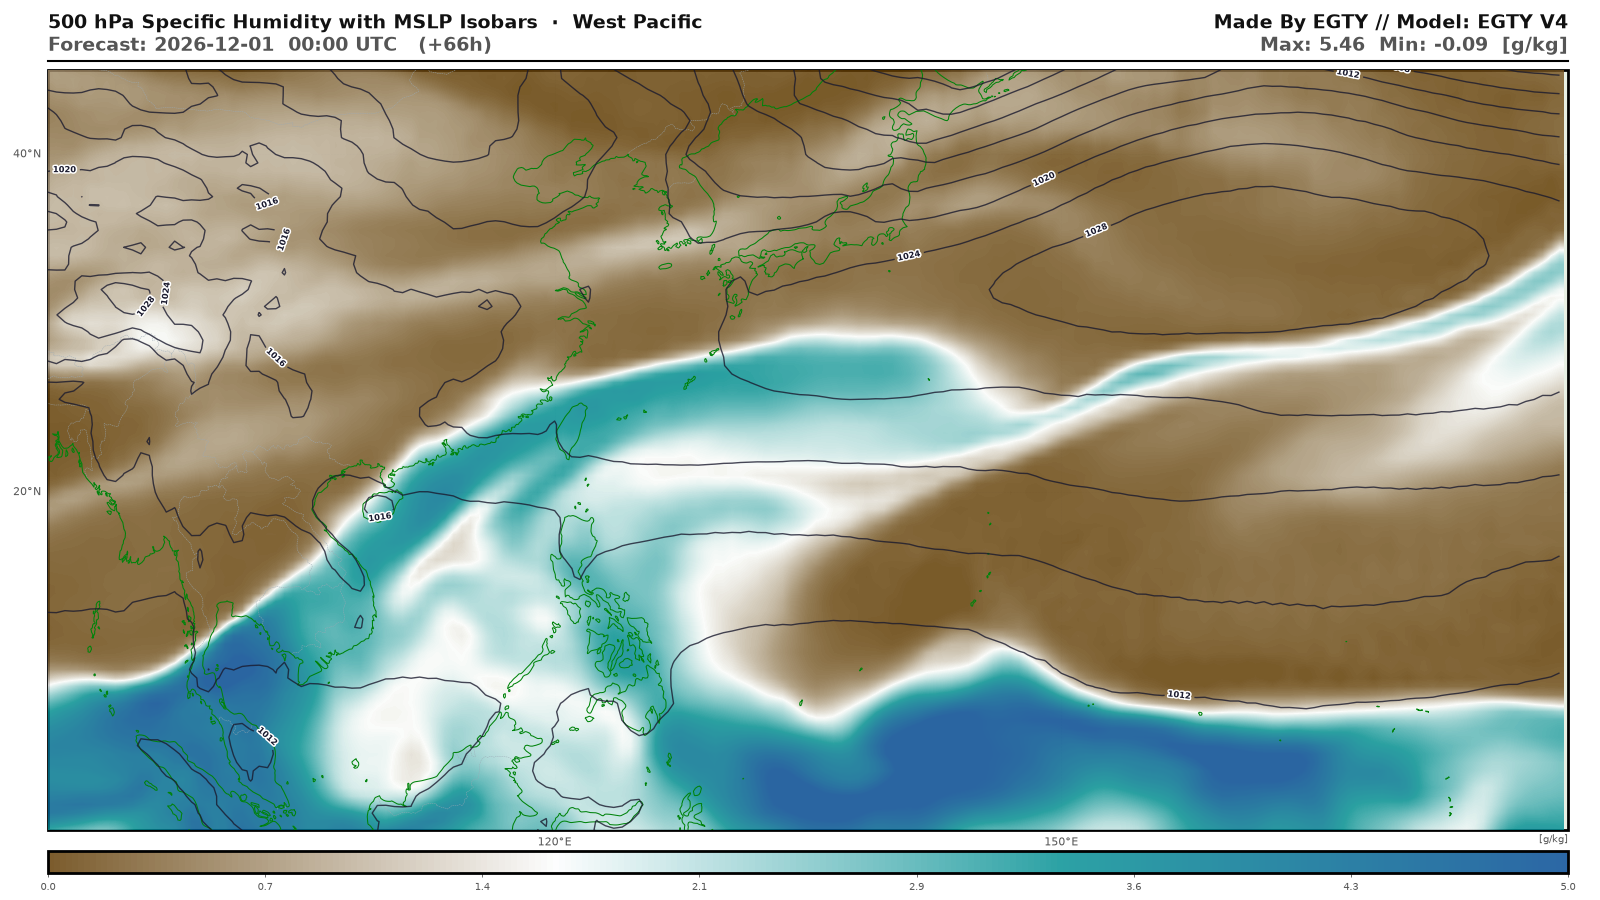 500 hPa Specific Humidity with MSLP Isobars · West Pacific
Made By EGTY // Model: EGTY V4
Forecast: 2026-12-01 00:00 UTC (+66h)
Max: 5.46 Min: -0.09 [g/kg]
1012
40°N
1020
1020
1016
1016
1028
1024
1024
1028
1016
20°N
1016
1012
1012
120°E
150°E
[g/kg]
0.0 0.7 1.4 2.1 2.9 3.6 4.3 5.0